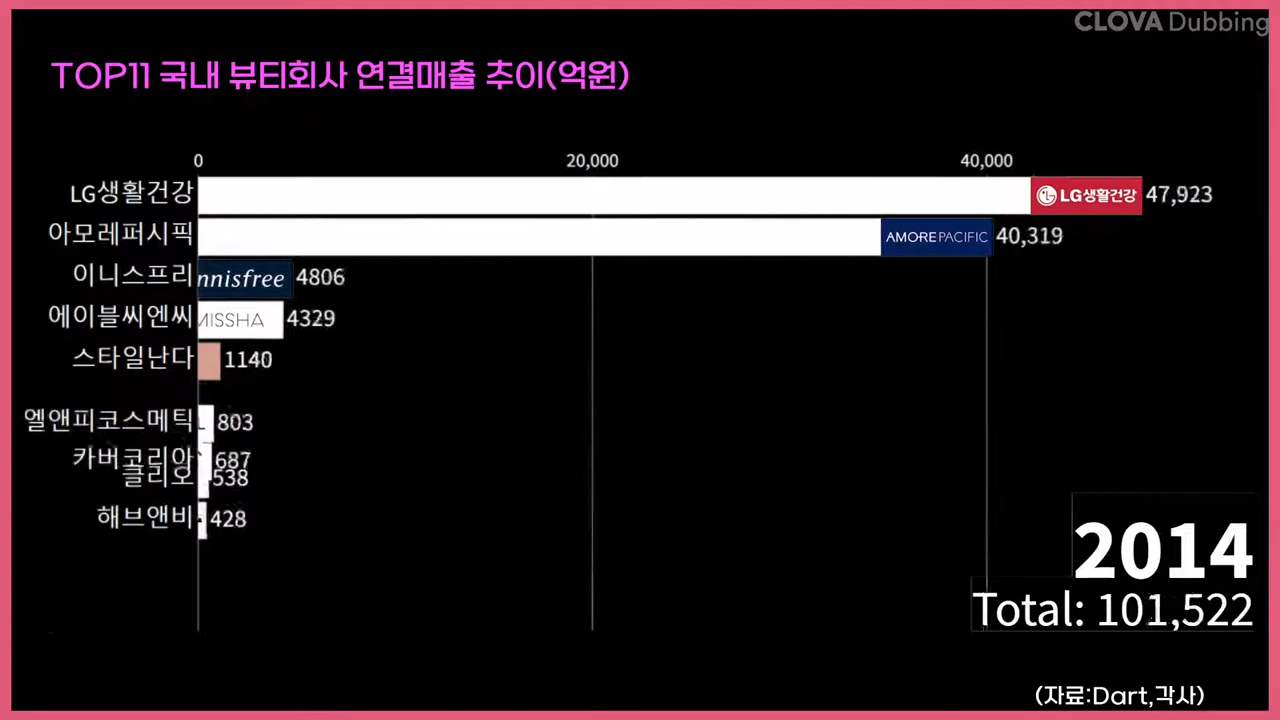 CLOVA Dubbing
TOP11 국내 뷰티회사 연결매출 추이(억원)
0 20,000 40,000
LG생활건강 LG생활건강 47,923
아모레퍼시픽 AMOREPACIFIC 40,319
이니스프리 nnisfree 4806
에이블씨엔씨 MISSHA 4329
스타일난다 1140
엘앤피코스메틱 803
카버코리아 687
클리오 538
해브앤비 428
2014
Total: 101,522
(자료:Dart,각사)